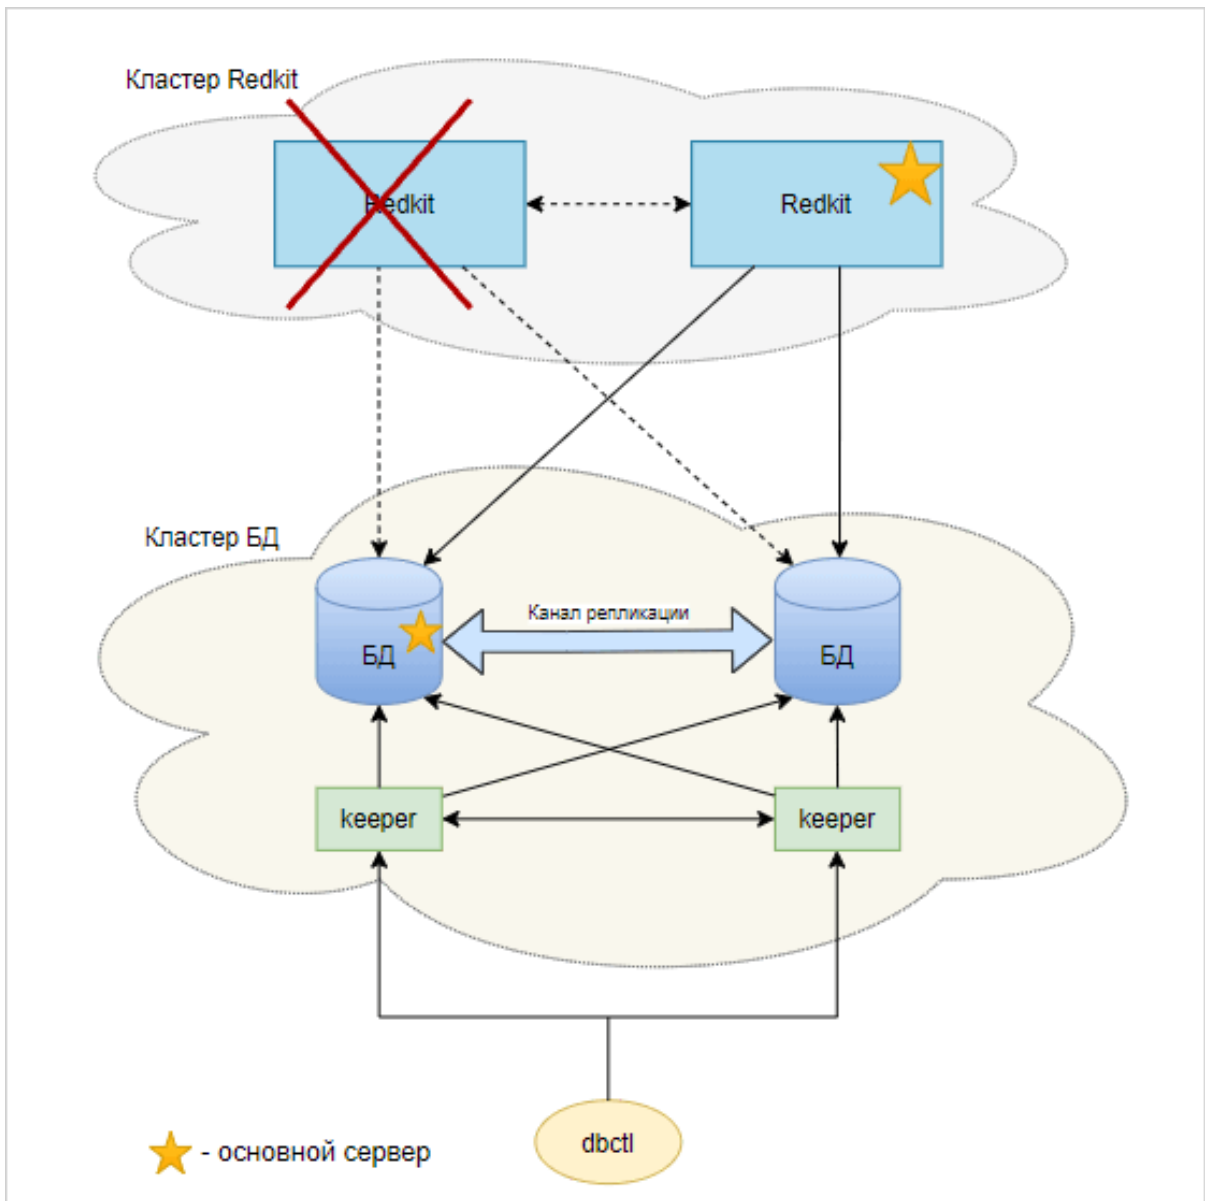 Кластер Redkit
Redkit
Redkit
Кластер БД
Канал репликации
БД
БД
keeper
keeper
dbctl
- основной сервер